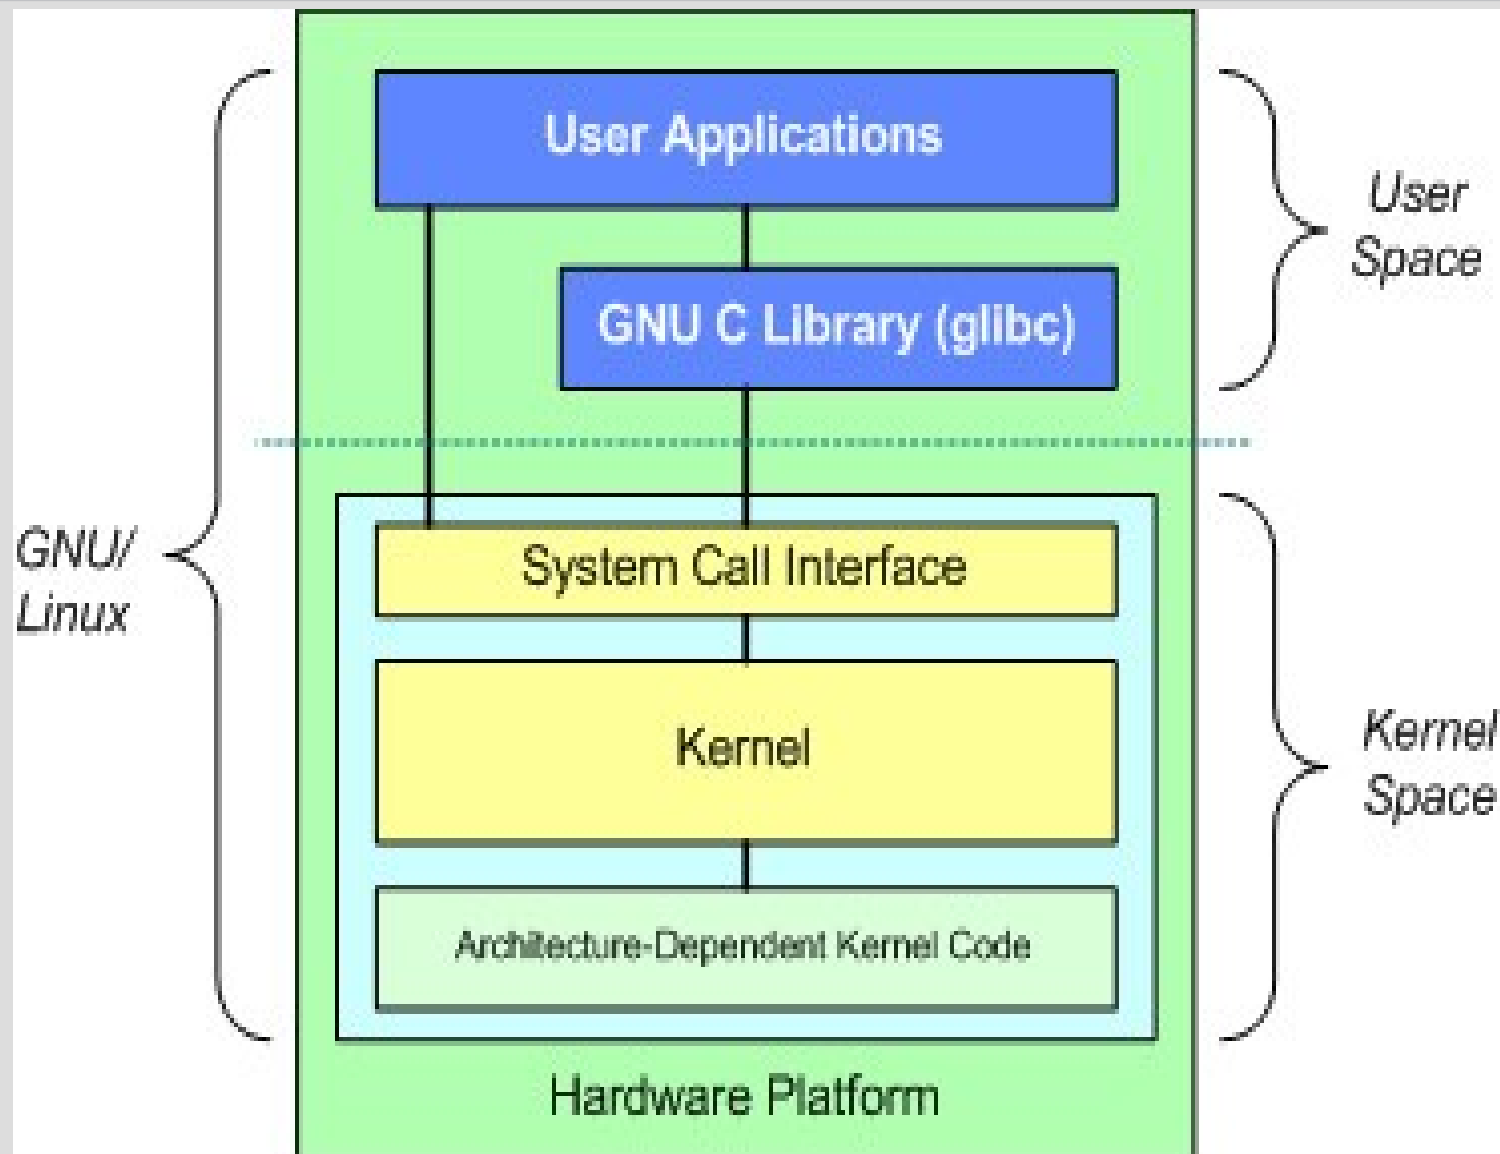 User Applications
User
Space
GNU C Library (glibc)
GNU/
Linux
System Call Interface
Kernel
Kernel
Space
Architecture-Dependent Kernel Code
Hardware Platform